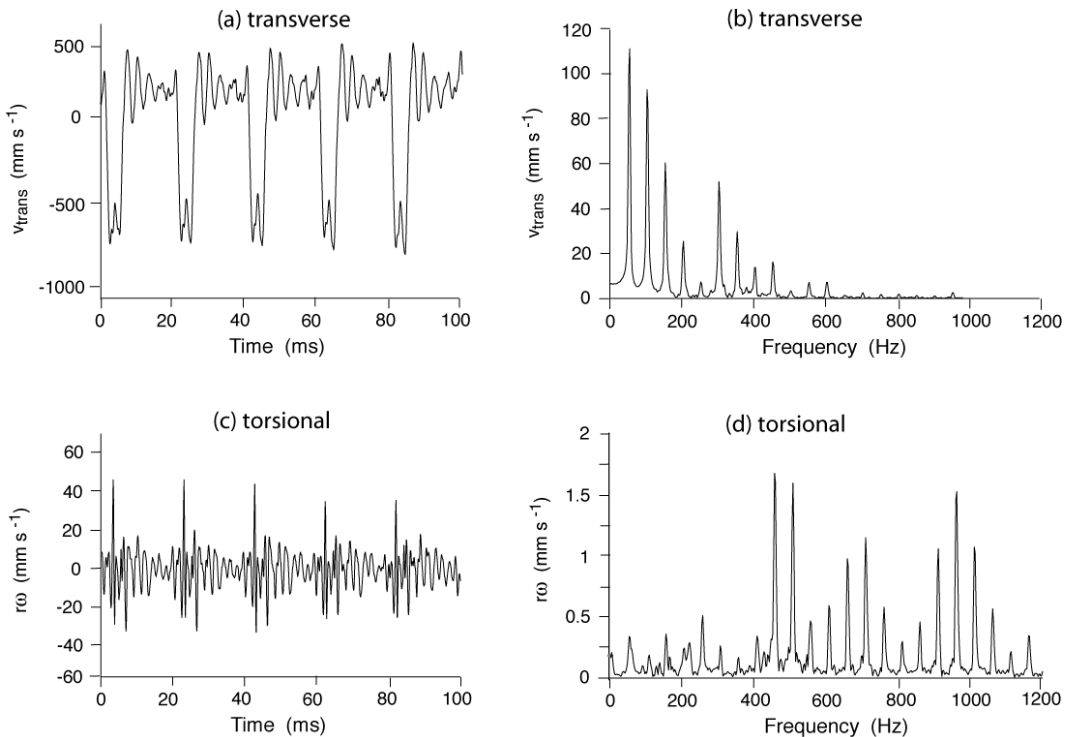 (a) transverse
500
0
-500
-1000
v_trans (mm s⁻¹)
0 20 40 60 80 100
Time (ms)
(b) transverse
120
100
80
60
40
20
0
v_trans (mm s⁻¹)
0 200 400 600 800 1000 1200
Frequency (Hz)
(c) torsional
60
40
20
0
-20
-40
-60
rω (mm s⁻¹)
0 20 40 60 80 100
Time (ms)
(d) torsional
2
1.5
1
0.5
0
rω (mm s⁻¹)
0 200 400 600 800 1000 1200
Frequency (Hz)